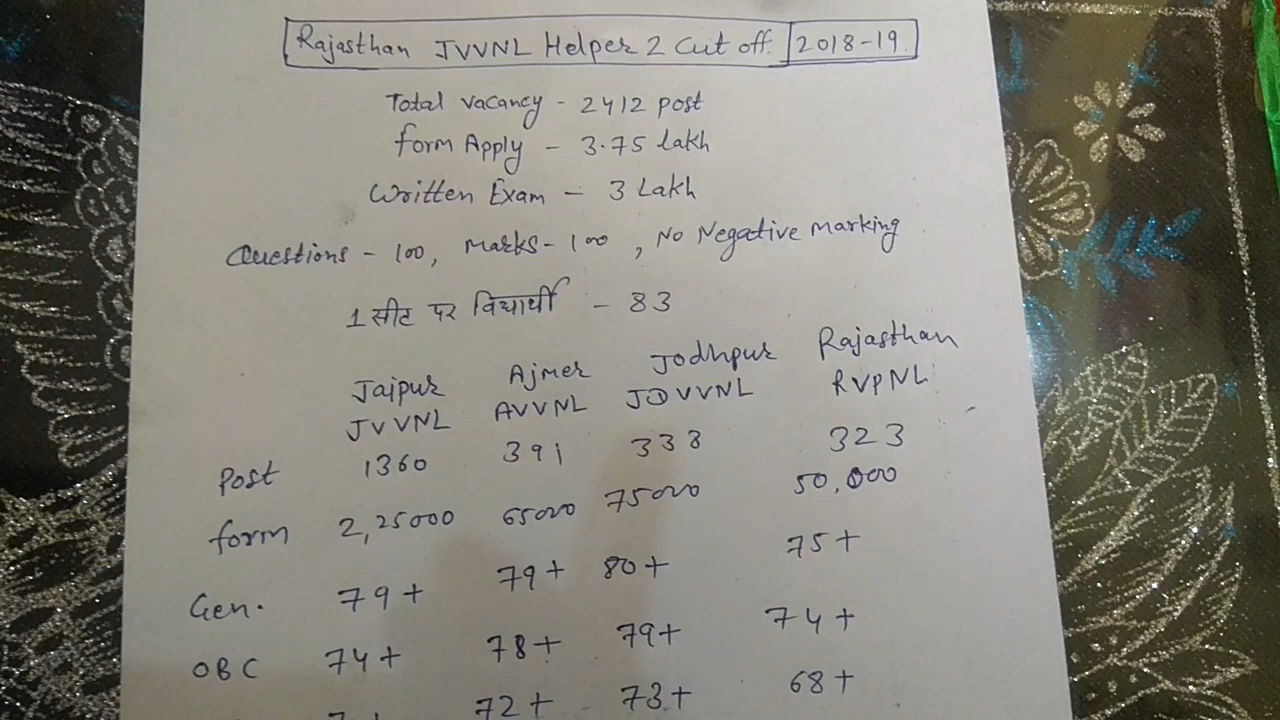 Rajasthan JVVNL Helper 2 Cut off 2018-19
Total vacancy - 2412 post
form Apply - 3.75 lakh
Written Exam - 3 Lakh
Questions - 100, Marks - 100, No Negative marking
1 सीट पर विद्यार्थी - 83
Jaipur Ajmer Jodhpur Rajasthan
JVVNL AVVNL JDVVNL RVPNL
Post 1360 391 338 323
form 2,25000 65000 75000 50,000
Gen. 79+ 79+ 80+ 75+
OBC 74+ 78+ 79+ 74+
72+ 73+ 68+